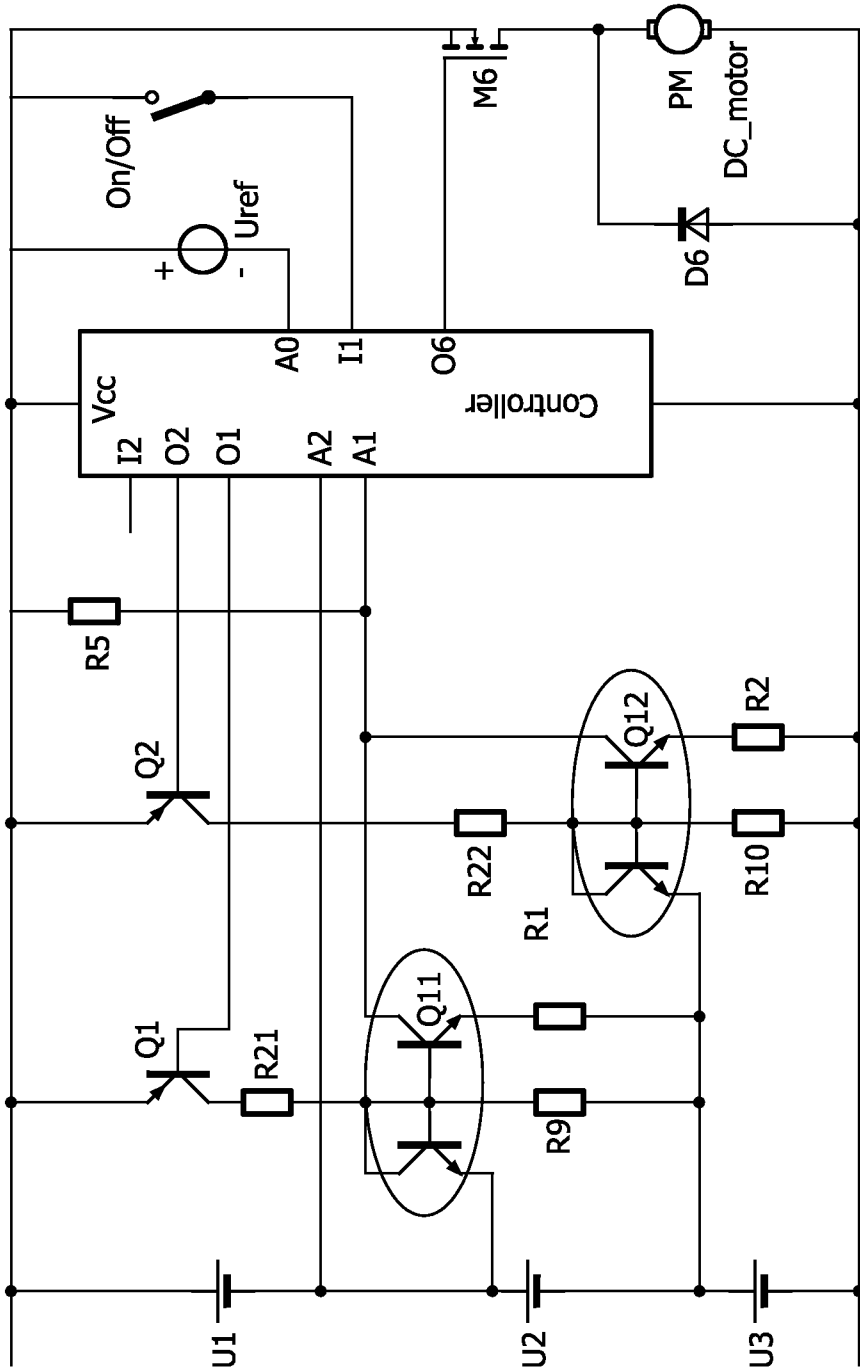 PM
DC_motor
M6
D6
On/Off
+
Uref
-
Vcc
A0
I1
O6
I2
O2
O1
A2
A1
Controller
R5
Q2
R22
Q12
R2
R10
R1
Q1
R21
Q11
R9
U1
U2
U3